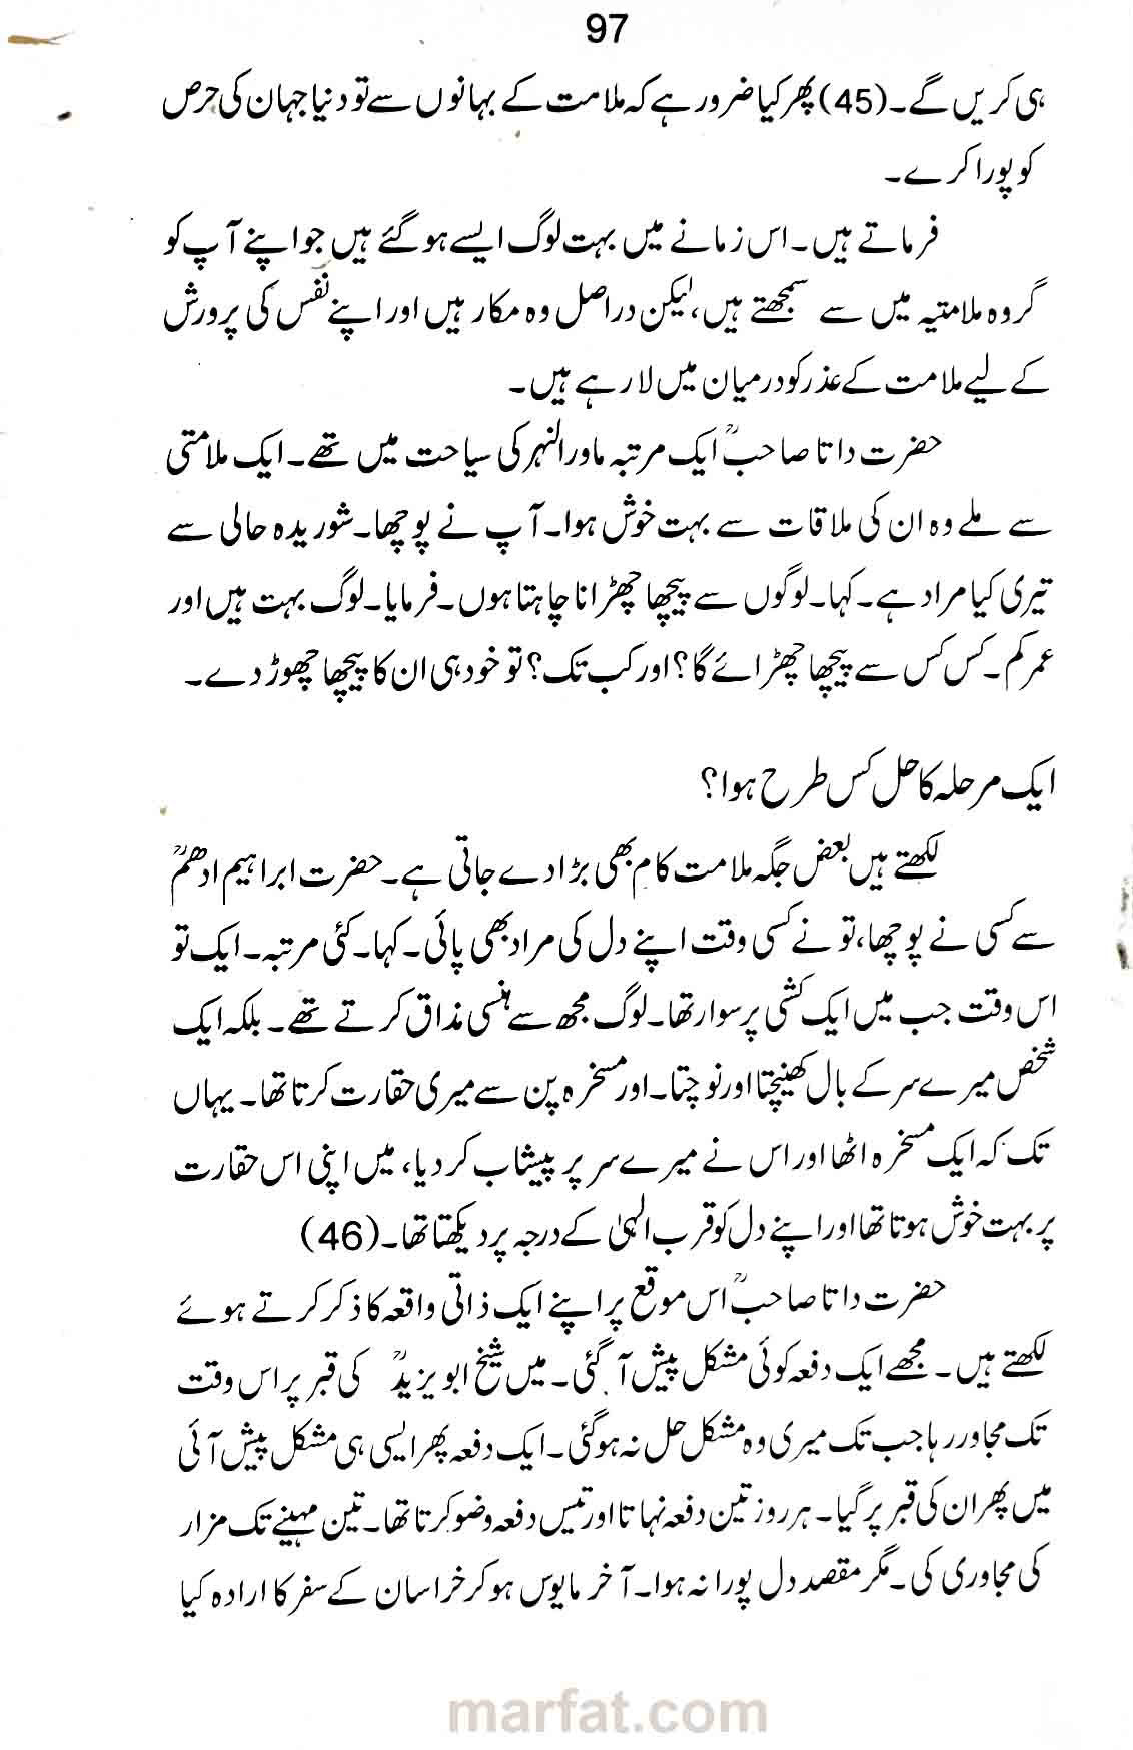 97
ہی کریں گے۔ (45) پھر کیا ضرور ہے کہ ملامت کے بہانوں سے تو دنیا جہان کی حرص
کو پورا کرے۔
فرماتے ہیں۔ اس زمانے میں بہت لوگ ایسے ہو گئے ہیں جو اپنے آپ کو
گروہ ملامتیہ میں سے سمجھتے ہیں، لیکن دراصل وہ مکار ہیں اور اپنے نفس کی پرورش
کے لیے ملامت کے عذر کو درمیان میں لا رہے ہیں۔
حضرت داتا صاحبؒ ایک مرتبہ ماورالنہر کی سیاحت میں تھے۔ ایک ملامتی
سے ملے وہ ان کی ملاقات سے بہت خوش ہوا۔ آپ نے پوچھا۔ شوریدہ حالی سے
تیری کیا مراد ہے۔ کہا۔ لوگوں سے پیچھا چھڑانا چاہتا ہوں۔ فرمایا۔ لوگ بہت ہیں اور
عمر کم۔ کس کس سے پیچھا چھڑائے گا؟ اور کب تک؟ تو خود ہی ان کا پیچھا چھوڑ دے۔
ایک مرحلہ کا حل کس طرح ہوا؟
لکھتے ہیں بعض جگہ ملامت کام بھی بڑا دے جاتی ہے۔ حضرت ابراہیم ادھمؒ
سے کسی نے پوچھا، تو نے کسی وقت اپنے دل کی مراد بھی پائی۔ کہا۔ کئی مرتبہ۔ ایک تو
اس وقت جب میں ایک کشی پر سوار تھا۔ لوگ مجھ سے ہنسی مذاق کرتے تھے۔ بلکہ ایک
شخص میرے سر کے بال کھینچتا اور نوچتا۔ اور مسخرہ پن سے میری حقارت کرتا تھا۔ یہاں
تک کہ ایک مسخرہ اٹھا اور اس نے میرے سر پر پیشاب کر دیا، میں اپنی اس حقارت
پر بہت خوش ہوتا تھا اور اپنے دل کو قرب الٰہی کے درجہ پر دیکھتا تھا۔ (46)
حضرت داتا صاحبؒ اس موقع پر اپنے ایک ذاتی واقعہ کا ذکر کرتے ہوئے
لکھتے ہیں۔ مجھے ایک دفعہ کوئی مشکل پیش آ گئی۔ میں شیخ ابو یزیدؒ کی قبر پر اس وقت
تک مجاور رہا جب تک میری وہ مشکل حل نہ ہو گئی۔ ایک دفعہ پھر ایسی ہی مشکل پیش آئی
میں پھر ان کی قبر پر گیا۔ ہر روز تین دفعہ نہاتا اور تیس دفعہ وضو کرتا تھا۔ تین مہینے تک مزار
کی مجاوری کی۔ مگر مقصد دل پورا نہ ہوا۔ آخر مایوس ہو کر خراسان کے سفر کا ارادہ کیا
marfat.com